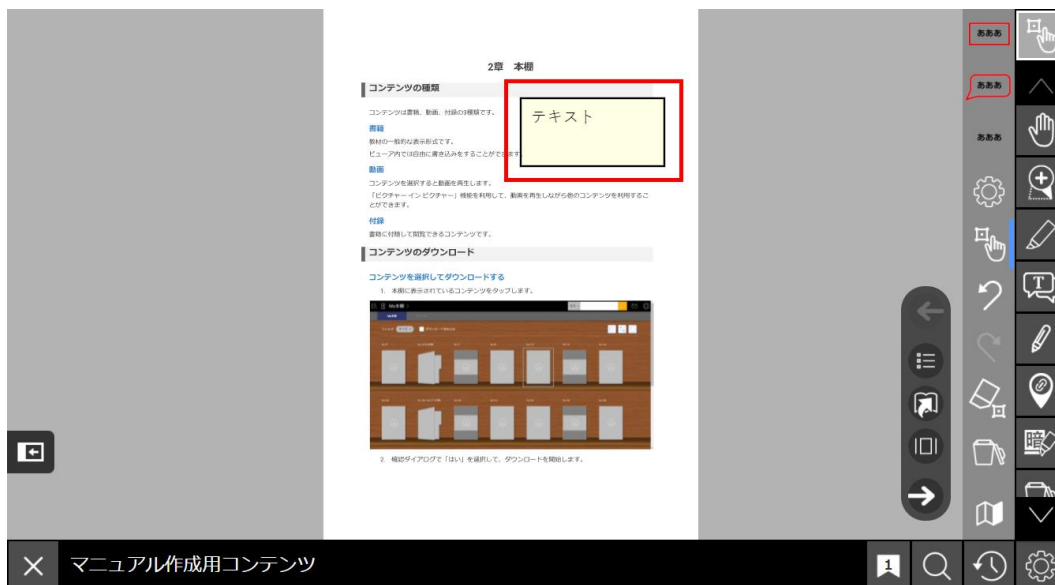 2章 本棚
コンテンツの種類
コンテンツは書籍、動画、付録の3種類です。
テキスト
書籍
教材の一般的な表示形式です。
ビューア内では自由に書き込みをすることができます
動画
コンテンツを選択すると動画を再生します。
「ピクチャー イン ピクチャー」機能を利用して、動画を再生しながら他のコンテンツを利用するこ
とができます。
付録
書籍に付随して閲覧できるコンテンツです。
コンテンツのダウンロード
コンテンツを選択してダウンロードする
1. 本棚に表示されているコンテンツをタップします。
2. 確認ダイアログで「はい」を選択して、ダウンロードを開始します。
あああ
あああ
あああ
T
暗
マニュアル作成用コンテンツ
1